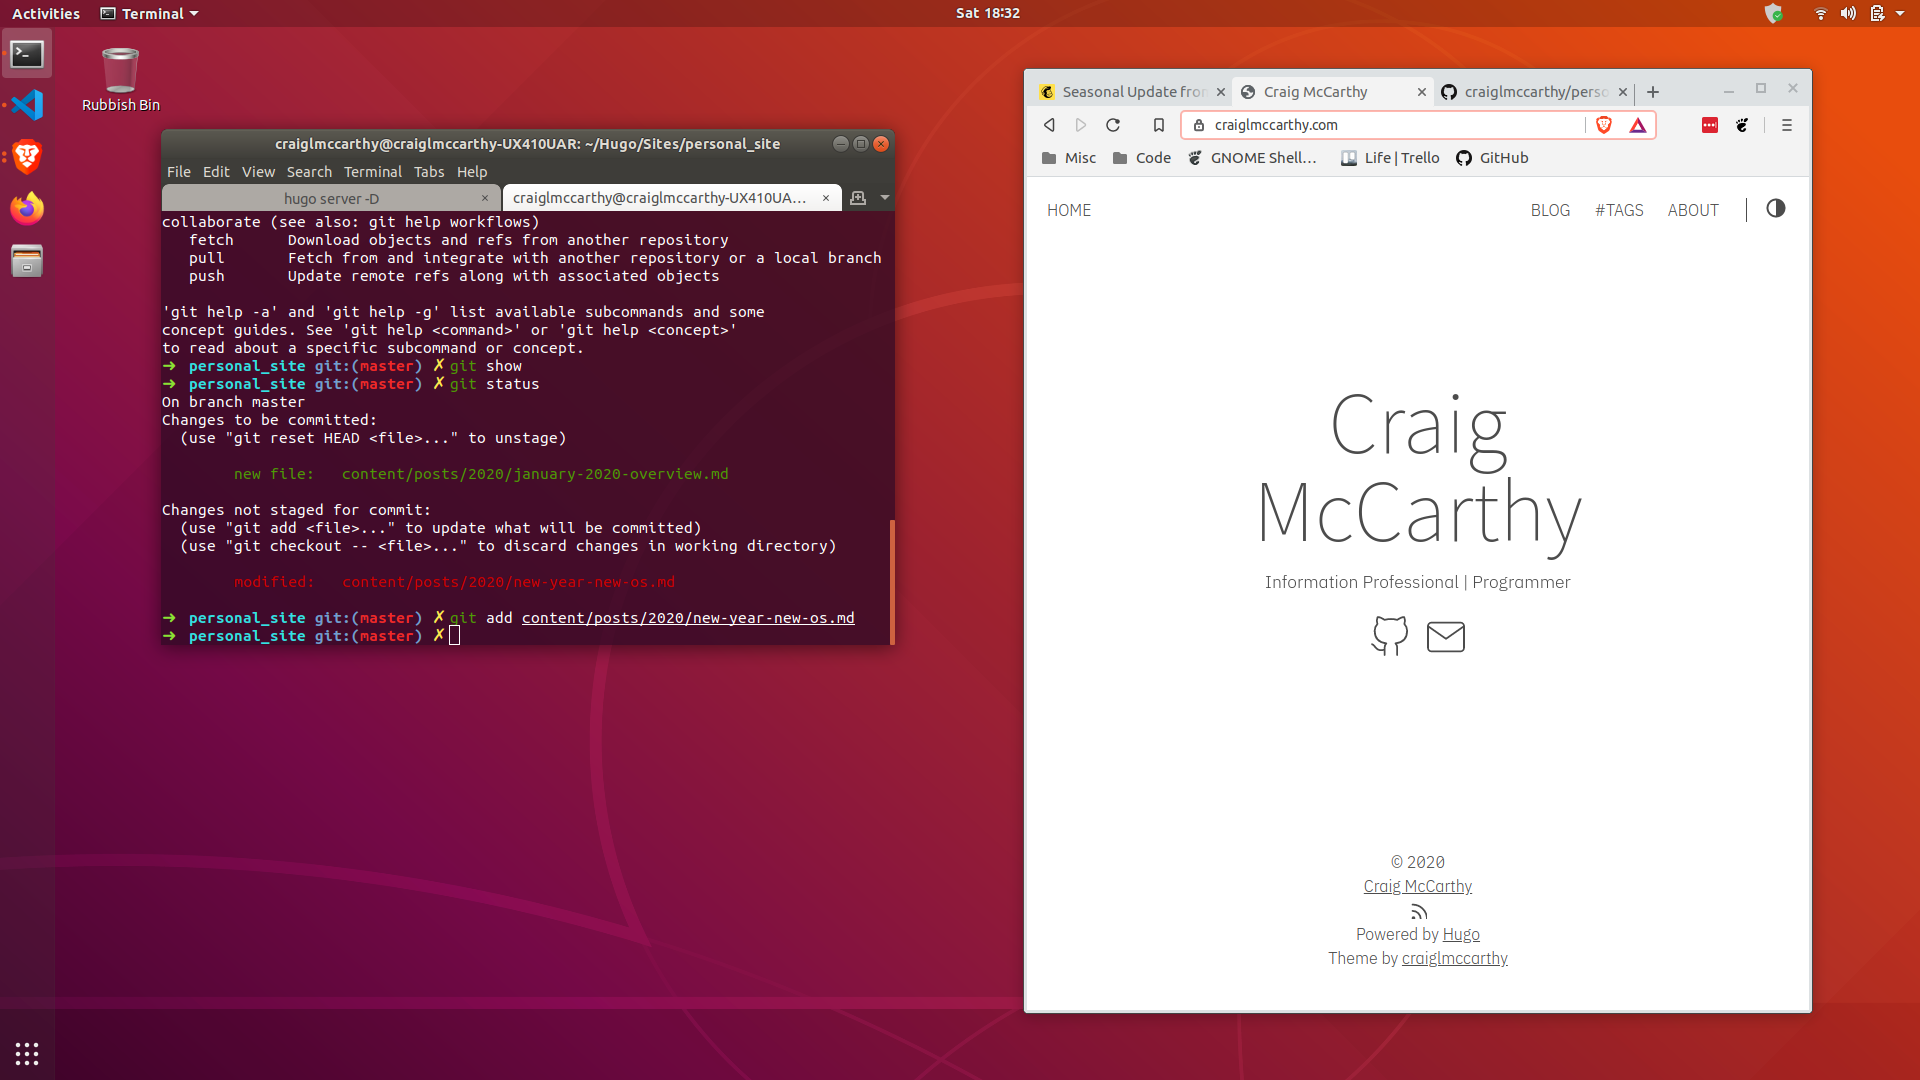 Activities
Terminal
Sat 18:32
Rubbish Bin
craiglmccarthy@craiglmccarthy-UX410UAR: ~/Hugo/Sites/personal_site
File Edit View Search Terminal Tabs Help
hugo server -D
craiglmccarthy@craiglmccarthy-UX410UA...
collaborate (see also: git help workflows)
fetch Download objects and refs from another repository
pull Fetch from and integrate with another repository or a local branch
push Update remote refs along with associated objects
'git help -a' and 'git help -g' list available subcommands and some
concept guides. See 'git help <command>' or 'git help <concept>'
to read about a specific subcommand or concept.
➜ personal_site git:(master) ✗ git show
➜ personal_site git:(master) ✗ git status
On branch master
Changes to be committed:
(use "git reset HEAD <file>..." to unstage)
new file: content/posts/2020/january-2020-overview.md
Changes not staged for commit:
(use "git add <file>..." to update what will be committed)
(use "git checkout -- <file>..." to discard changes in working directory)
modified: content/posts/2020/new-year-new-os.md
➜ personal_site git:(master) ✗ git add content/posts/2020/new-year-new-os.md
➜ personal_site git:(master) ✗
Seasonal Update fro
Craig McCarthy
craiglmccarthy/perso
craiglmccarthy.com
Misc
Code
GNOME Shell...
Life | Trello
GitHub
HOME
BLOG
#TAGS
ABOUT
Craig
McCarthy
Information Professional | Programmer
© 2020
Craig McCarthy
Powered by Hugo
Theme by craiglmccarthy